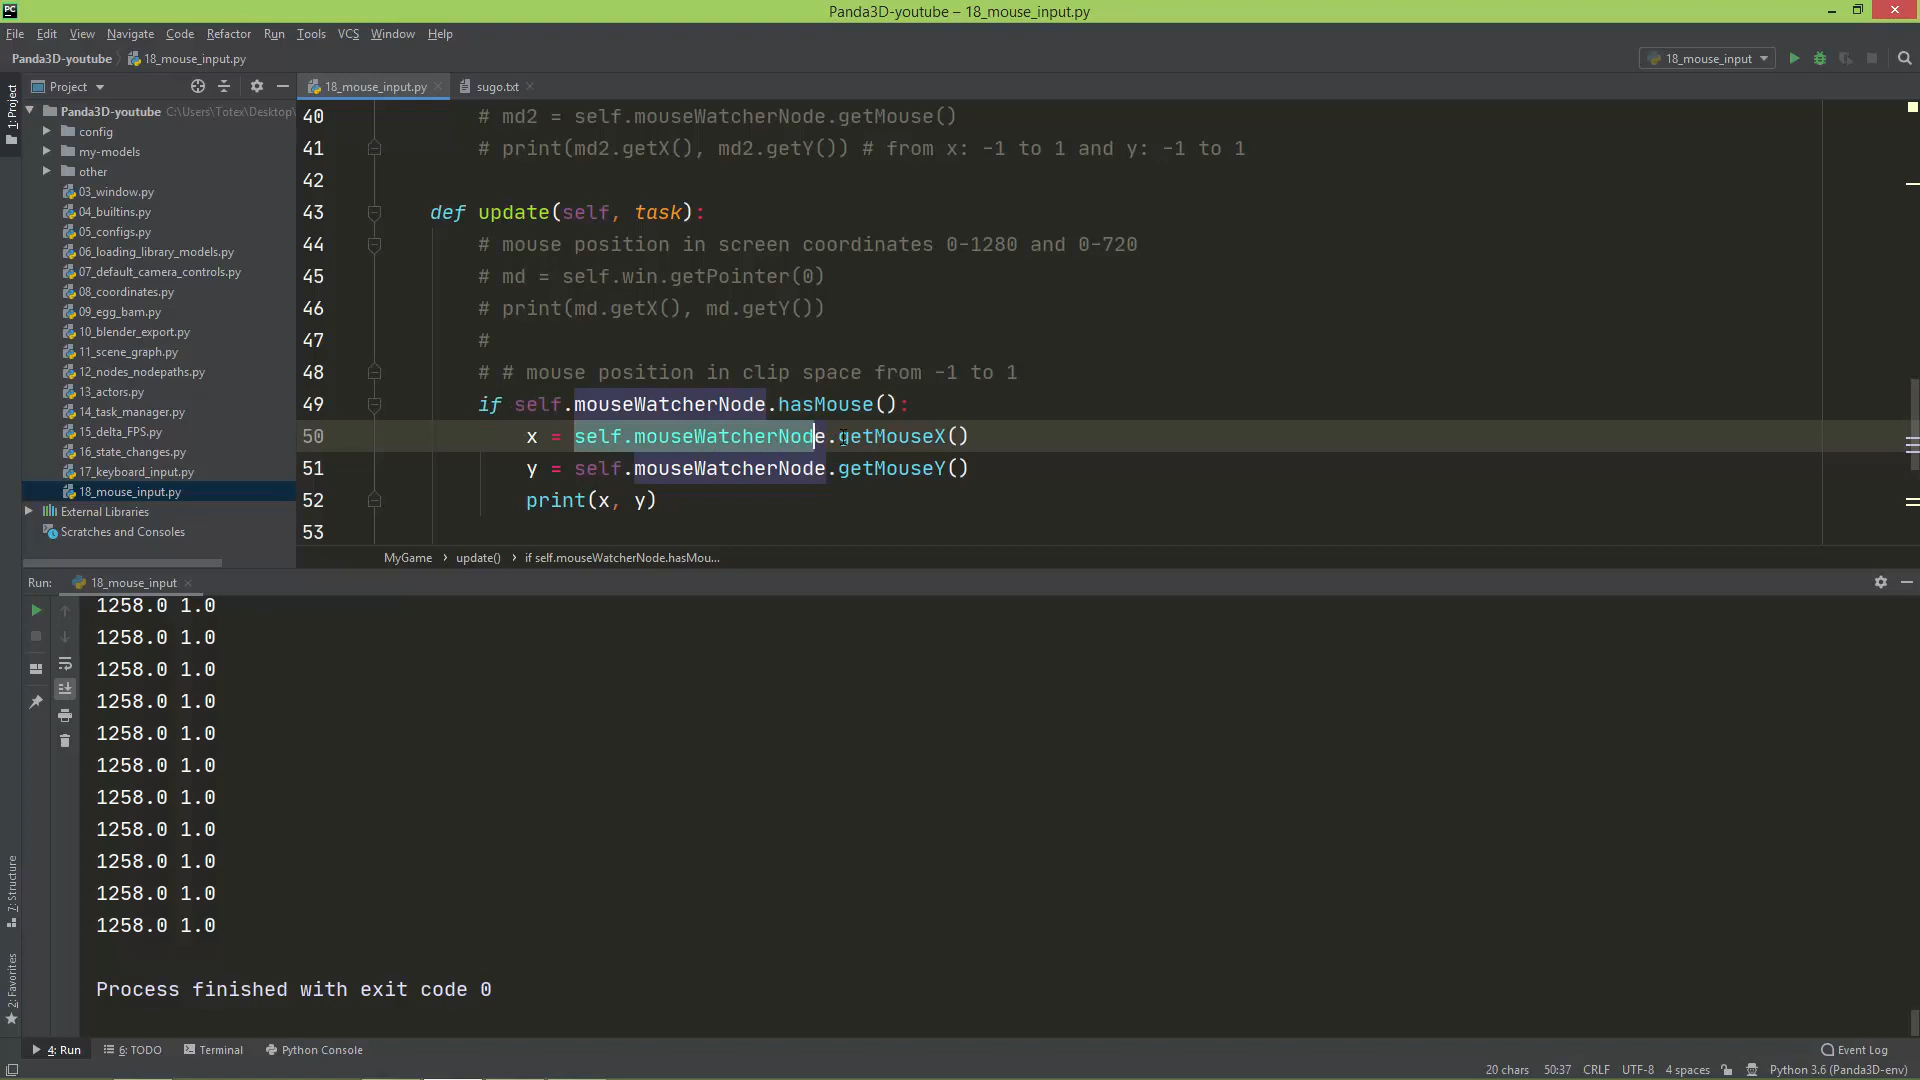 Panda3D-youtube – 18_mouse_input.py
File Edit View Navigate Code Refactor Run Tools VCS Window Help
Panda3D-youtube 18_mouse_input.py
18_mouse_input
1: Project
Project
18_mouse_input.py
sugo.txt
Panda3D-youtube C:\Users\Totex\Desktop\
config
my-models
other
03_window.py
04_builtins.py
05_configs.py
06_loading_library_models.py
07_default_camera_controls.py
08_coordinates.py
09_egg_bam.py
10_blender_export.py
11_scene_graph.py
12_nodes_nodepaths.py
13_actors.py
14_task_manager.py
15_delta_FPS.py
16_state_changes.py
17_keyboard_input.py
18_mouse_input.py
External Libraries
Scratches and Consoles
40 # md2 = self.mouseWatcherNode.getMouse()
41 # print(md2.getX(), md2.getY()) # from x: -1 to 1 and y: -1 to 1
42
43 def update(self, task):
44 # mouse position in screen coordinates 0-1280 and 0-720
45 # md = self.win.getPointer(0)
46 # print(md.getX(), md.getY())
47 #
48 # # mouse position in clip space from -1 to 1
49 if self.mouseWatcherNode.hasMouse():
50 x = self.mouseWatcherNode.getMouseX()
51 y = self.mouseWatcherNode.getMouseY()
52 print(x, y)
53
MyGame › update() › if self.mouseWatcherNode.hasMou...
Run: 18_mouse_input
1258.0 1.0
1258.0 1.0
1258.0 1.0
1258.0 1.0
1258.0 1.0
1258.0 1.0
1258.0 1.0
1258.0 1.0
1258.0 1.0
1258.0 1.0
1258.0 1.0
Process finished with exit code 0
7: Structure
2: Favorites
4: Run 6: TODO Terminal Python Console Event Log
20 chars 50:37 CRLF UTF-8 4 spaces Python 3.6 (Panda3D-env)